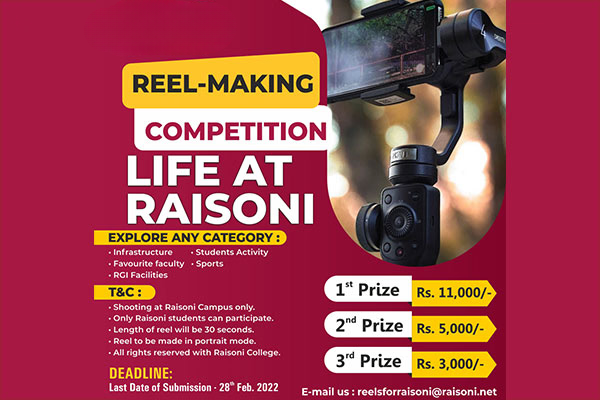 REEL-MAKING
COMPETITION
LIFE AT
RAISONI
EXPLORE ANY CATEGORY :
• Infrastructure • Students Activity
• Favourite faculty • Sports
• RGI Facilities
T&C :
• Shooting at Raisoni Campus only.
• Only Raisoni students can participate.
• Length of reel will be 30 seconds.
• Reel to be made in portrait mode.
• All rights reserved with Raisoni College.
DEADLINE:
Last Date of Submission - 28th Feb. 2022
1st Prize Rs. 11,000/-
2nd Prize Rs. 5,000/-
3rd Prize Rs. 3,000/-
E-mail us : reelsforraisoni@raisoni.net